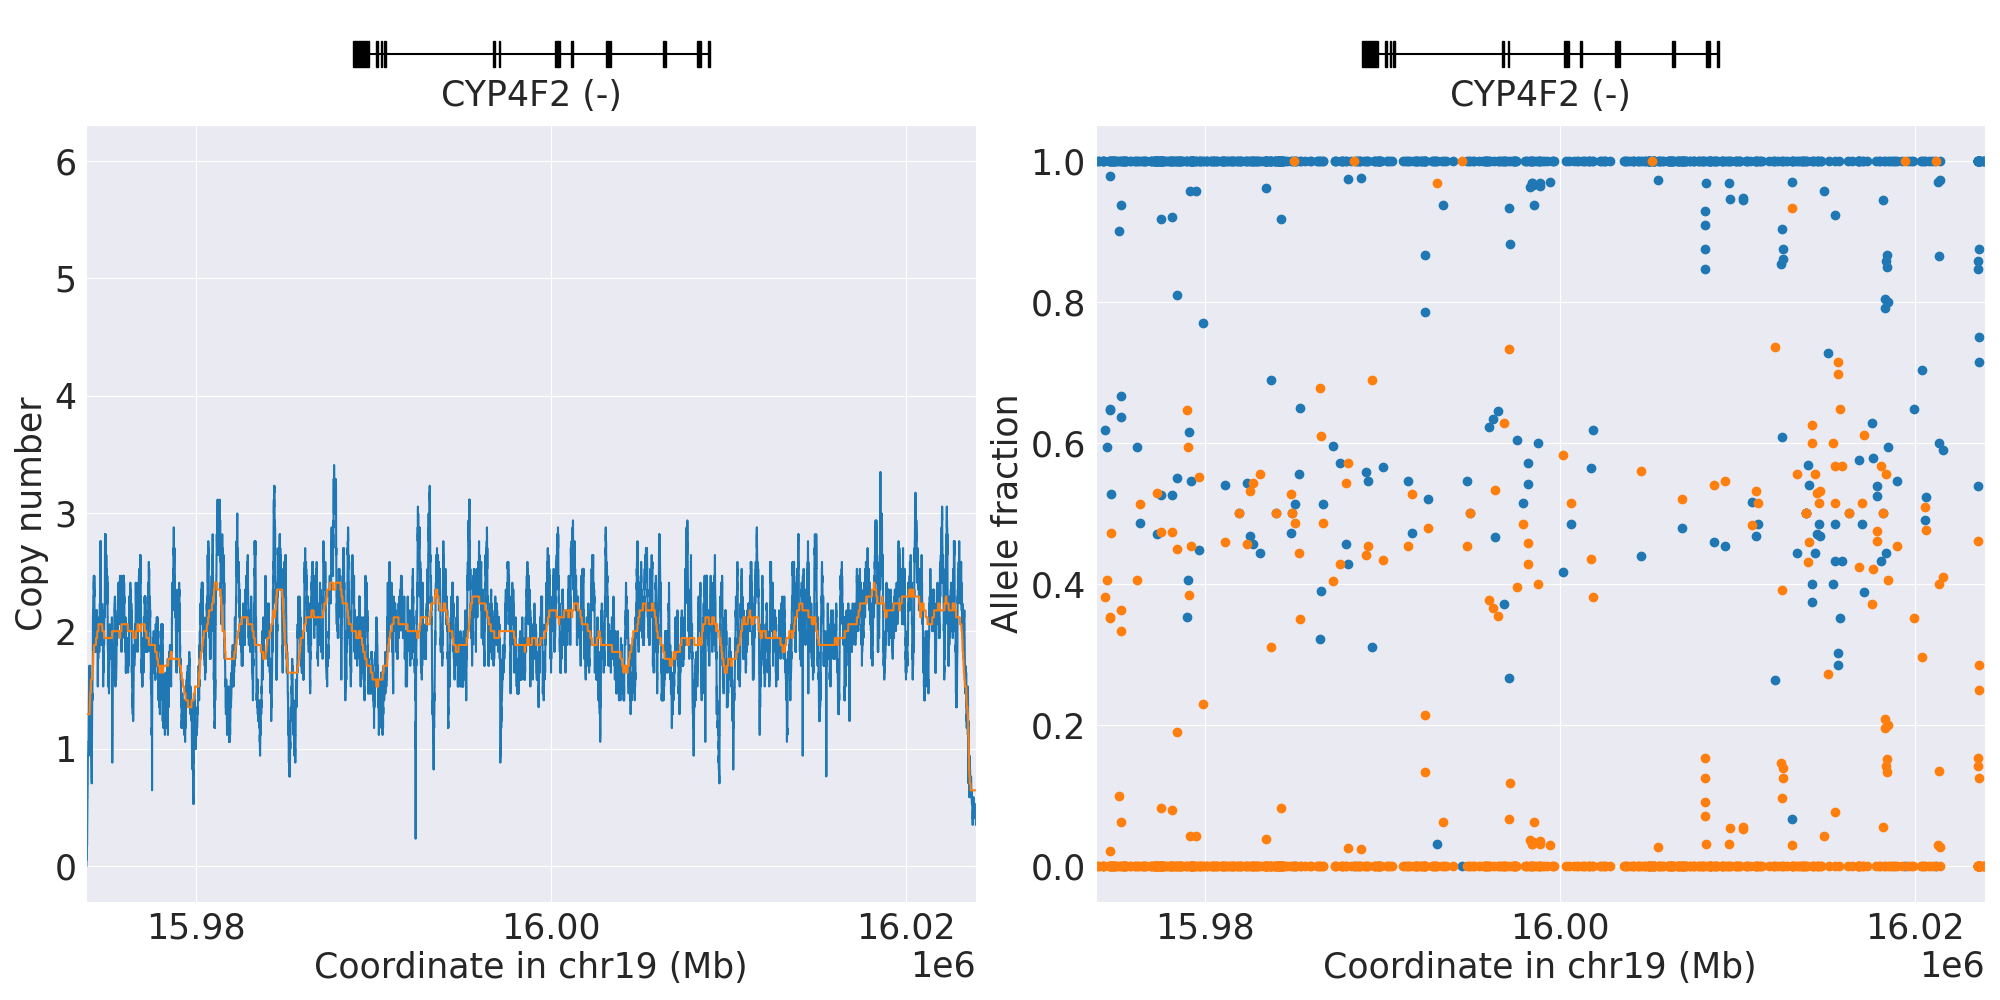 CYP4F2 (-)
6
5
4
3
2
1
0
Copy number
15.98
16.00
16.02
Coordinate in chr19 (Mb)
1e6
CYP4F2 (-)
1.0
0.8
0.6
0.4
0.2
0.0
Allele fraction
15.98
16.00
16.02
Coordinate in chr19 (Mb)
1e6